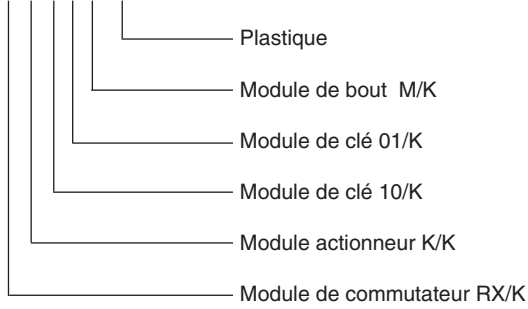 Plastique
Module de bout M/K
Module de clé 01/K
Module de clé 10/K
Module actionneur K/K
Module de commutateur RX/K